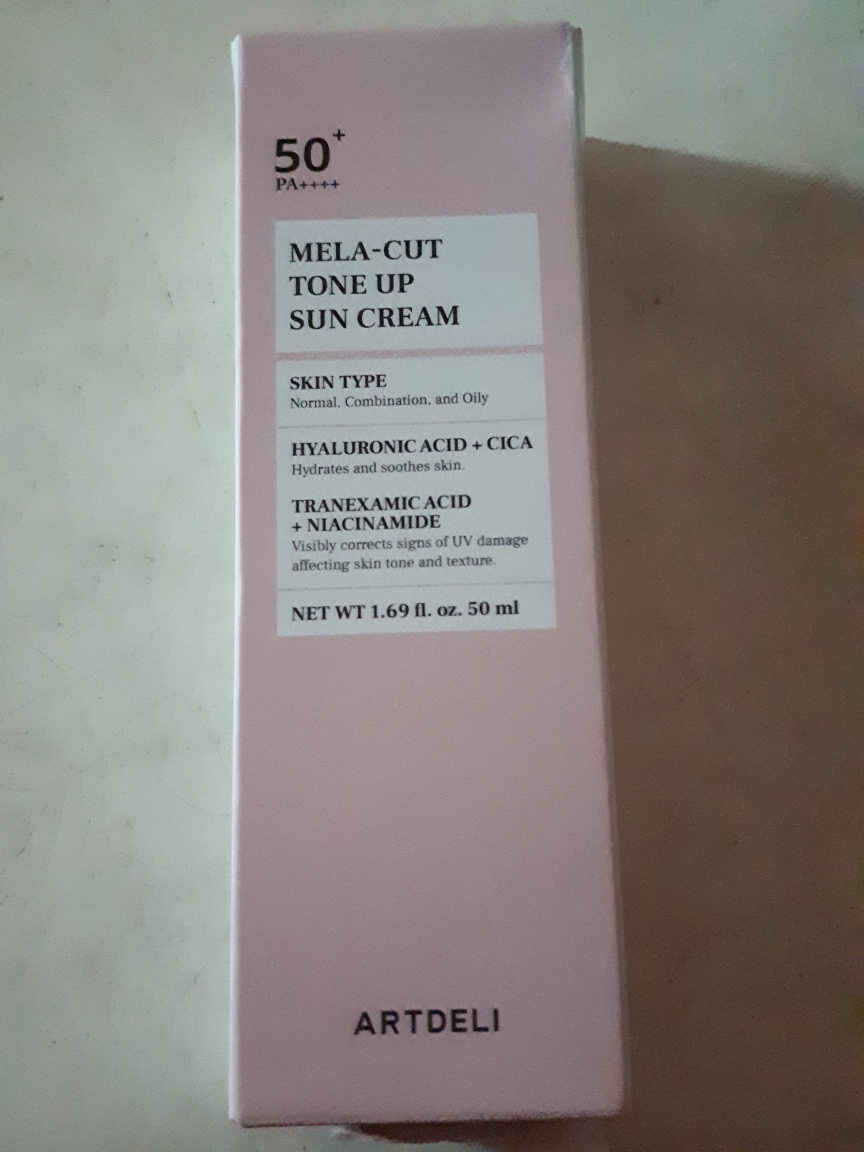 50+
PA++++
MELA-CUT
TONE UP
SUN CREAM
SKIN TYPE
Normal, Combination, and Oily
HYALURONIC ACID + CICA
Hydrates and soothes skin.
TRANEXAMIC ACID
+ NIACINAMIDE
Visibly corrects signs of UV damage
affecting skin tone and texture.
NET WT 1.69 fl. oz. 50 ml
ARTDELI